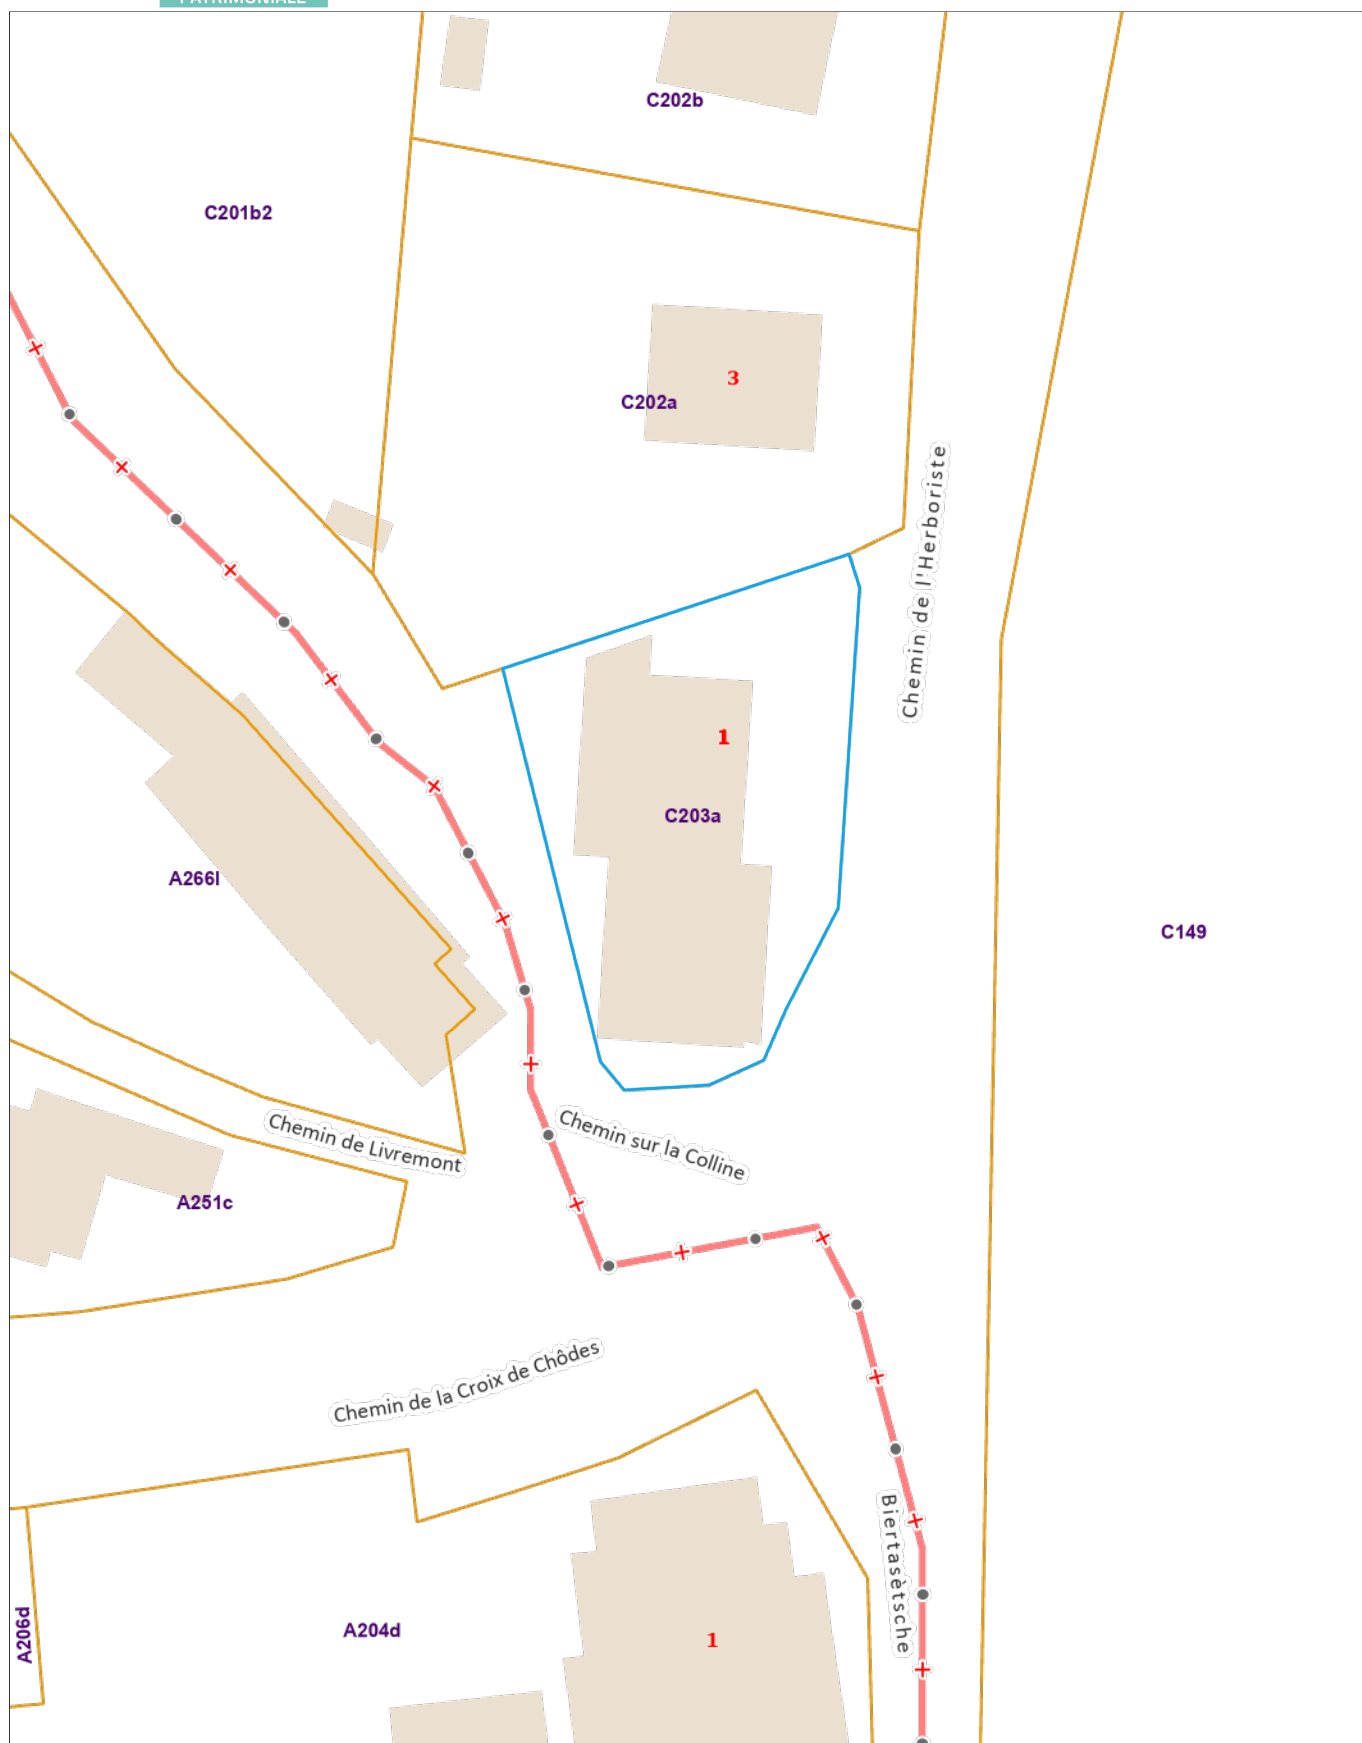 PATRIMONIALE
C202b
C201b2
3
C202a
Chemin de l'Herboriste
1
C203a
A266l
C149
Chemin de Livremont
Chemin sur la Colline
A251c
Chemin de la Croix de Chôdes
Biertasètsche
A206d
A204d
1